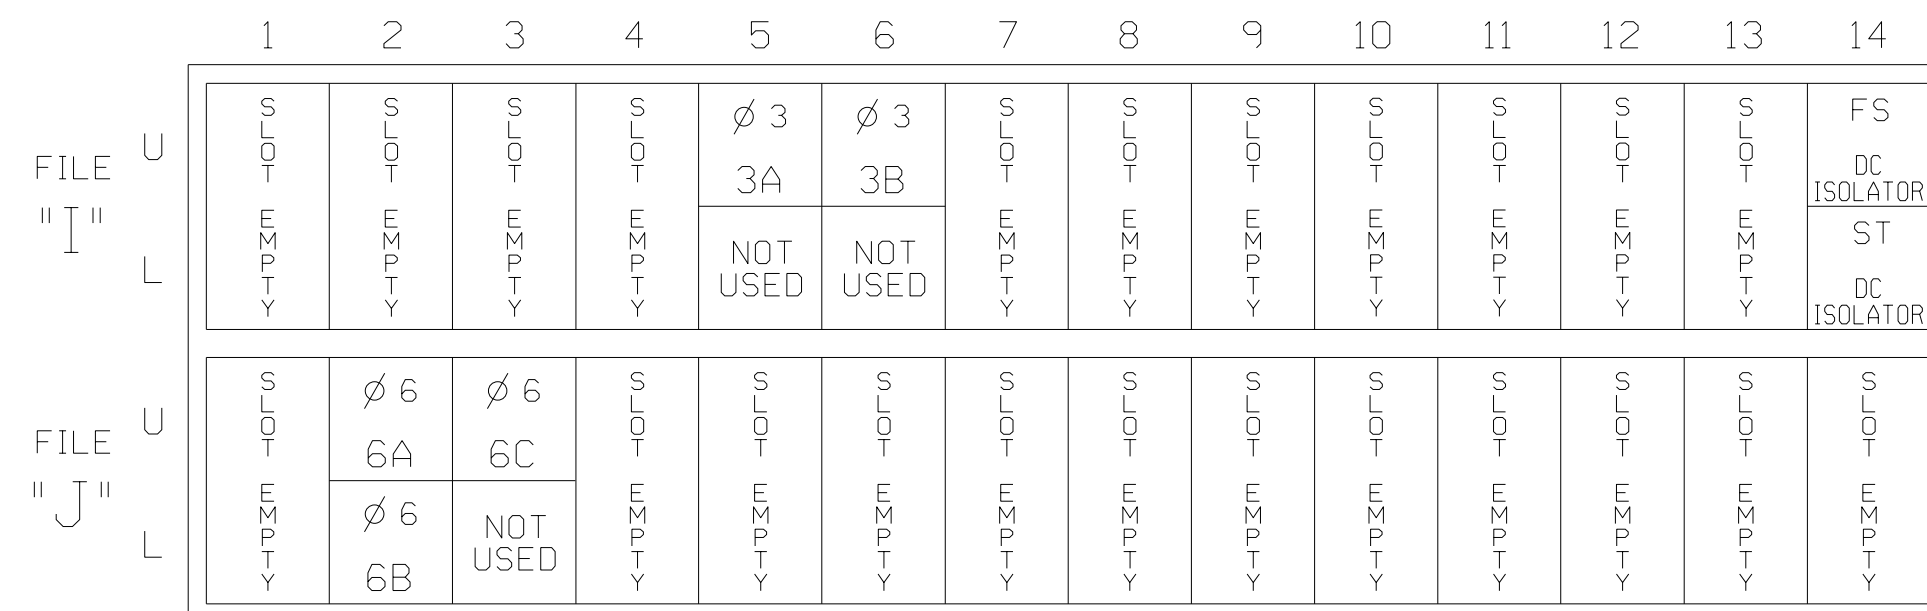 1 2 3 4 5 6 7 8 9 10 11 12 13 14
FILE "I"
U
L
SLOT EMPTY
SLOT EMPTY
SLOT EMPTY
SLOT EMPTY
Ø 3
3A
NOT
USED
Ø 3
3B
NOT
USED
SLOT EMPTY
SLOT EMPTY
SLOT EMPTY
SLOT EMPTY
SLOT EMPTY
SLOT EMPTY
SLOT EMPTY
FS
DC
ISOLATOR
ST
DC
ISOLATOR
FILE "J"
U
L
SLOT EMPTY
Ø 6
6A
Ø 6
6B
Ø 6
6C
NOT
USED
SLOT EMPTY
SLOT EMPTY
SLOT EMPTY
SLOT EMPTY
SLOT EMPTY
SLOT EMPTY
SLOT EMPTY
SLOT EMPTY
SLOT EMPTY
SLOT EMPTY
SLOT EMPTY